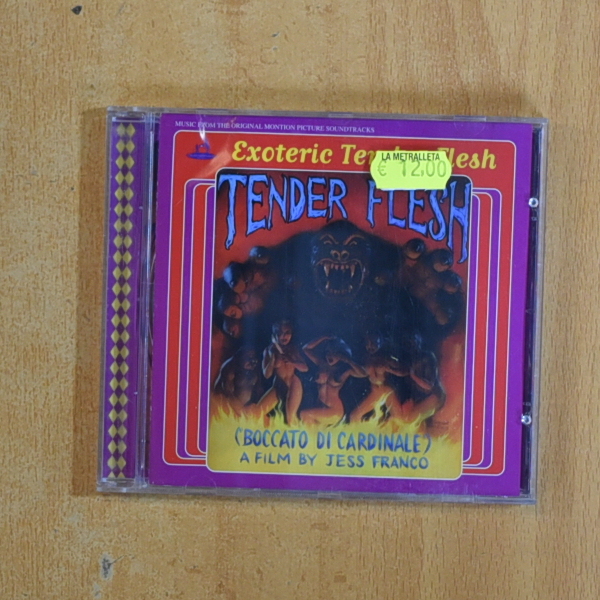 MUSIC FROM THE ORIGINAL MONTION PICTURE SOUNDTRACKS
Exoteric Tender Flesh
LA METRALLETA
€ 12,00
TENDER FLESH
(BOCCATO DI CARDINALE)
A FILM BY JESS FRANCO